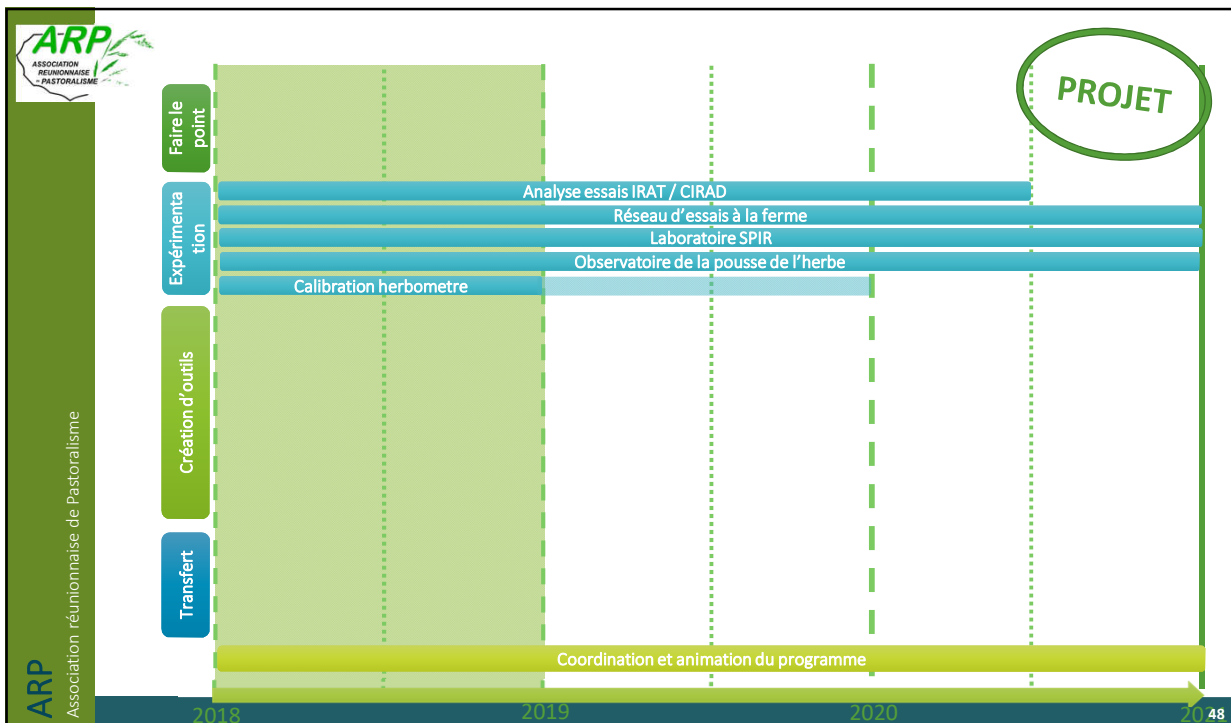 ARP
ASSOCIATION
REUNIONNAISE
PASTORALISME
PROJET
Faire le
point
Expérimenta
tion
Analyse essais IRAT / CIRAD
Réseau d'essais à la ferme
Laboratoire SPIR
Observatoire de la pousse de l'herbe
Calibration herbometre
Création d'outils
Transfert
Coordination et animation du programme
ARP
Association réunionnaise de Pastoralisme
2018
2019
2020
48